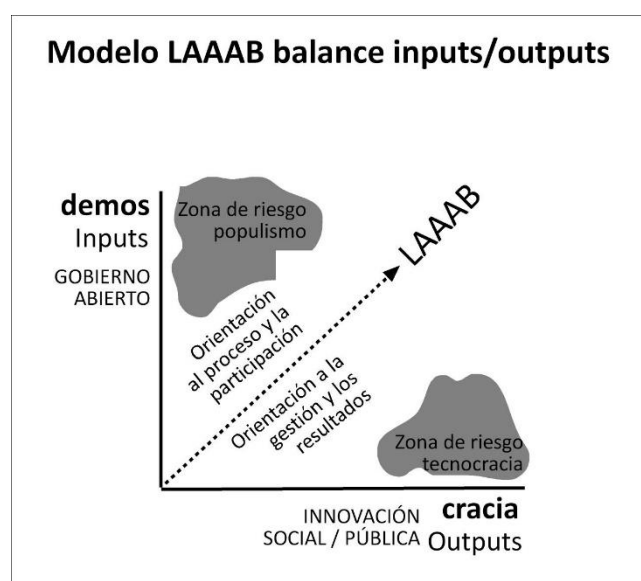 Modelo LAAAB balance inputs/outputs
demos
Inputs
GOBIERNO
ABIERTO
Zona de riesgo
populismo
LAAAB
Orientación
al proceso y la
participación
Orientación a la
gestión y los
resultados
Zona de riesgo
tecnocracia
INNOVACIÓN
SOCIAL / PÚBLICA
cracia
Outputs